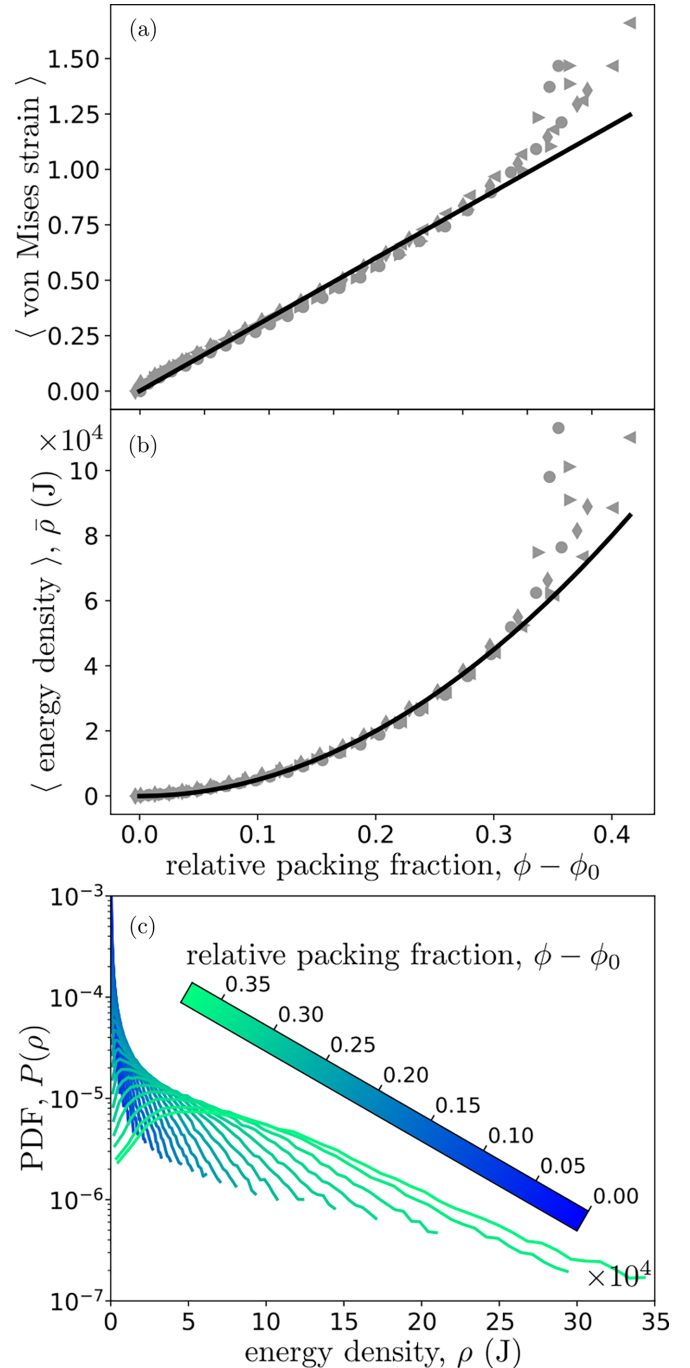 (a)
⟨ von Mises strain ⟩
1.50
1.25
1.00
0.75
0.50
0.25
0.00
×10⁴
(b)
⟨ energy density ⟩, ρ̄ (J)
10
8
6
4
2
0
0.0 0.1 0.2 0.3 0.4
relative packing fraction, ϕ − ϕ₀
(c)
PDF, P(ρ)
10⁻³
10⁻⁴
10⁻⁵
10⁻⁶
10⁻⁷
relative packing fraction, ϕ − ϕ₀
0.35
0.30
0.25
0.20
0.15
0.10
0.05
0.00
×10⁴
0 5 10 15 20 25 30 35
energy density, ρ (J)